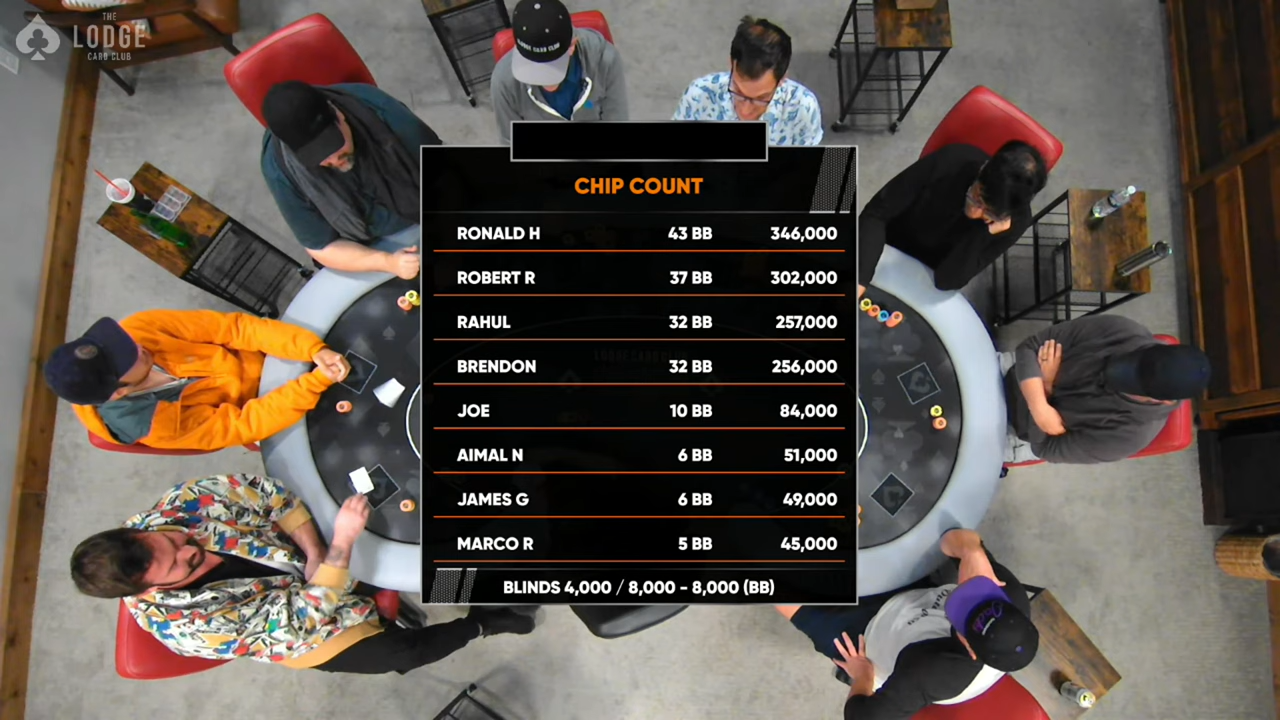 THE
LODGE
CARD CLUB
CHIP COUNT
RONALD H 43 BB 346,000
ROBERT R 37 BB 302,000
RAHUL 32 BB 257,000
BRENDON 32 BB 256,000
JOE 10 BB 84,000
AIMAL N 6 BB 51,000
JAMES G 6 BB 49,000
MARCO R 5 BB 45,000
BLINDS 4,000 / 8,000 - 8,000 (BB)